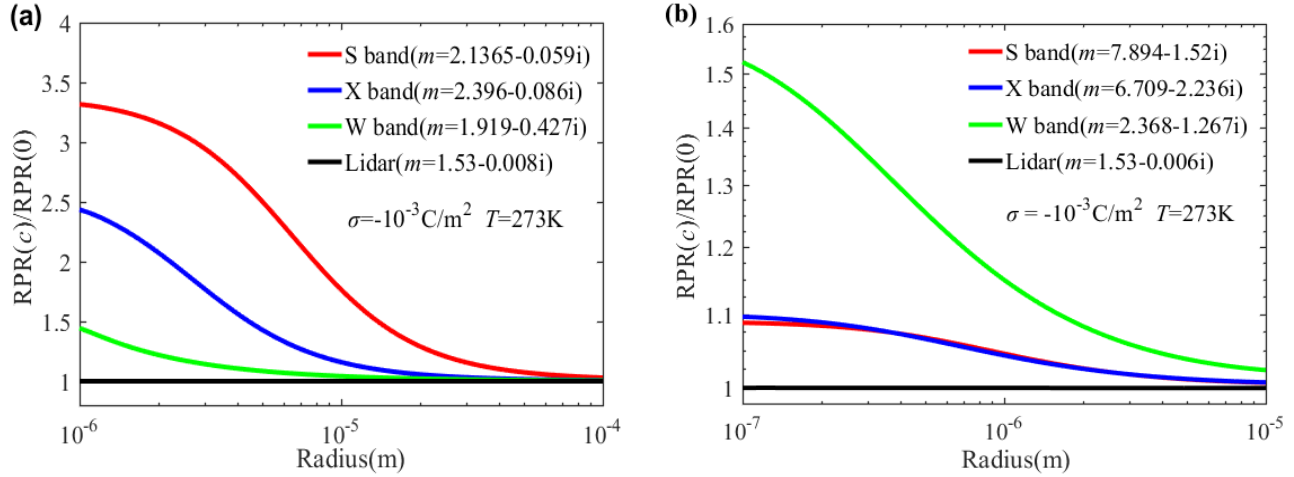 (a)
4
3.5
3
2.5
2
1.5
1
RPR(c)/RPR(0)
S band(m=2.1365-0.059i)
X band(m=2.396-0.086i)
W band(m=1.919-0.427i)
Lidar(m=1.53-0.008i)
σ=-10⁻³C/m² T=273K
10⁻⁶ 10⁻⁵ 10⁻⁴
Radius(m)
(b)
1.6
1.5
1.4
1.3
1.2
1.1
1
RPR(c)/RPR(0)
S band(m=7.894-1.52i)
X band(m=6.709-2.236i)
W band(m=2.368-1.267i)
Lidar(m=1.53-0.006i)
σ = -10⁻³C/m² T=273K
10⁻⁷ 10⁻⁶ 10⁻⁵
Radius(m)